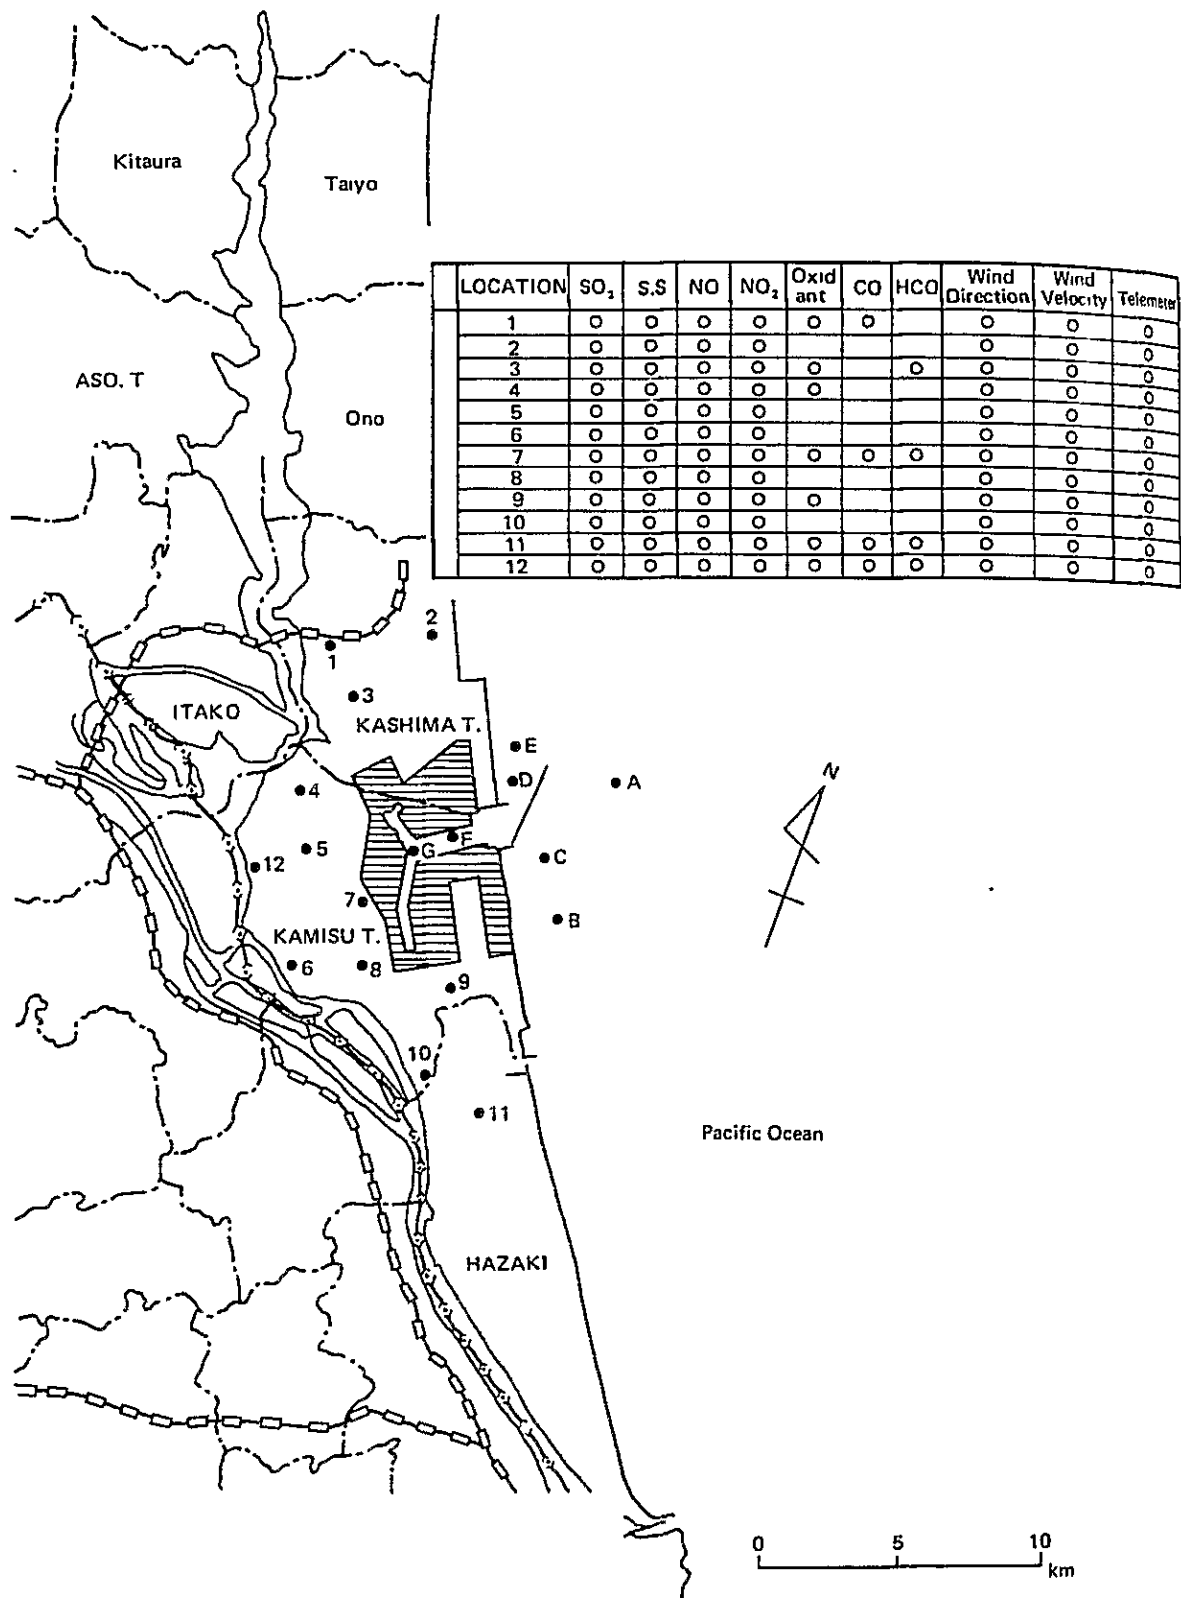 Kitaura
Taiyo
LOCATION SO₂ S.S NO NO₂ Oxid ant CO HCO Wind Direction Wind Velocity Telemeter
1 O O O O O O O O O
2 O O O O O O O
3 O O O O O O O O O
4 O O O O O O O O
5 O O O O O O O
6 O O O O O O O
7 O O O O O O O O O O
8 O O O O O O O
9 O O O O O O O O
10 O O O O O O O
11 O O O O O O O O O O
12 O O O O O O O O O O
ASO. T
Ono
2
1
3
ITAKO
KASHIMA T.
E
D
A
N
4
F
5
G
C
12
7
B
KAMISU T.
6
8
9
10
11
Pacific Ocean
HAZAKI
0 5 10
km